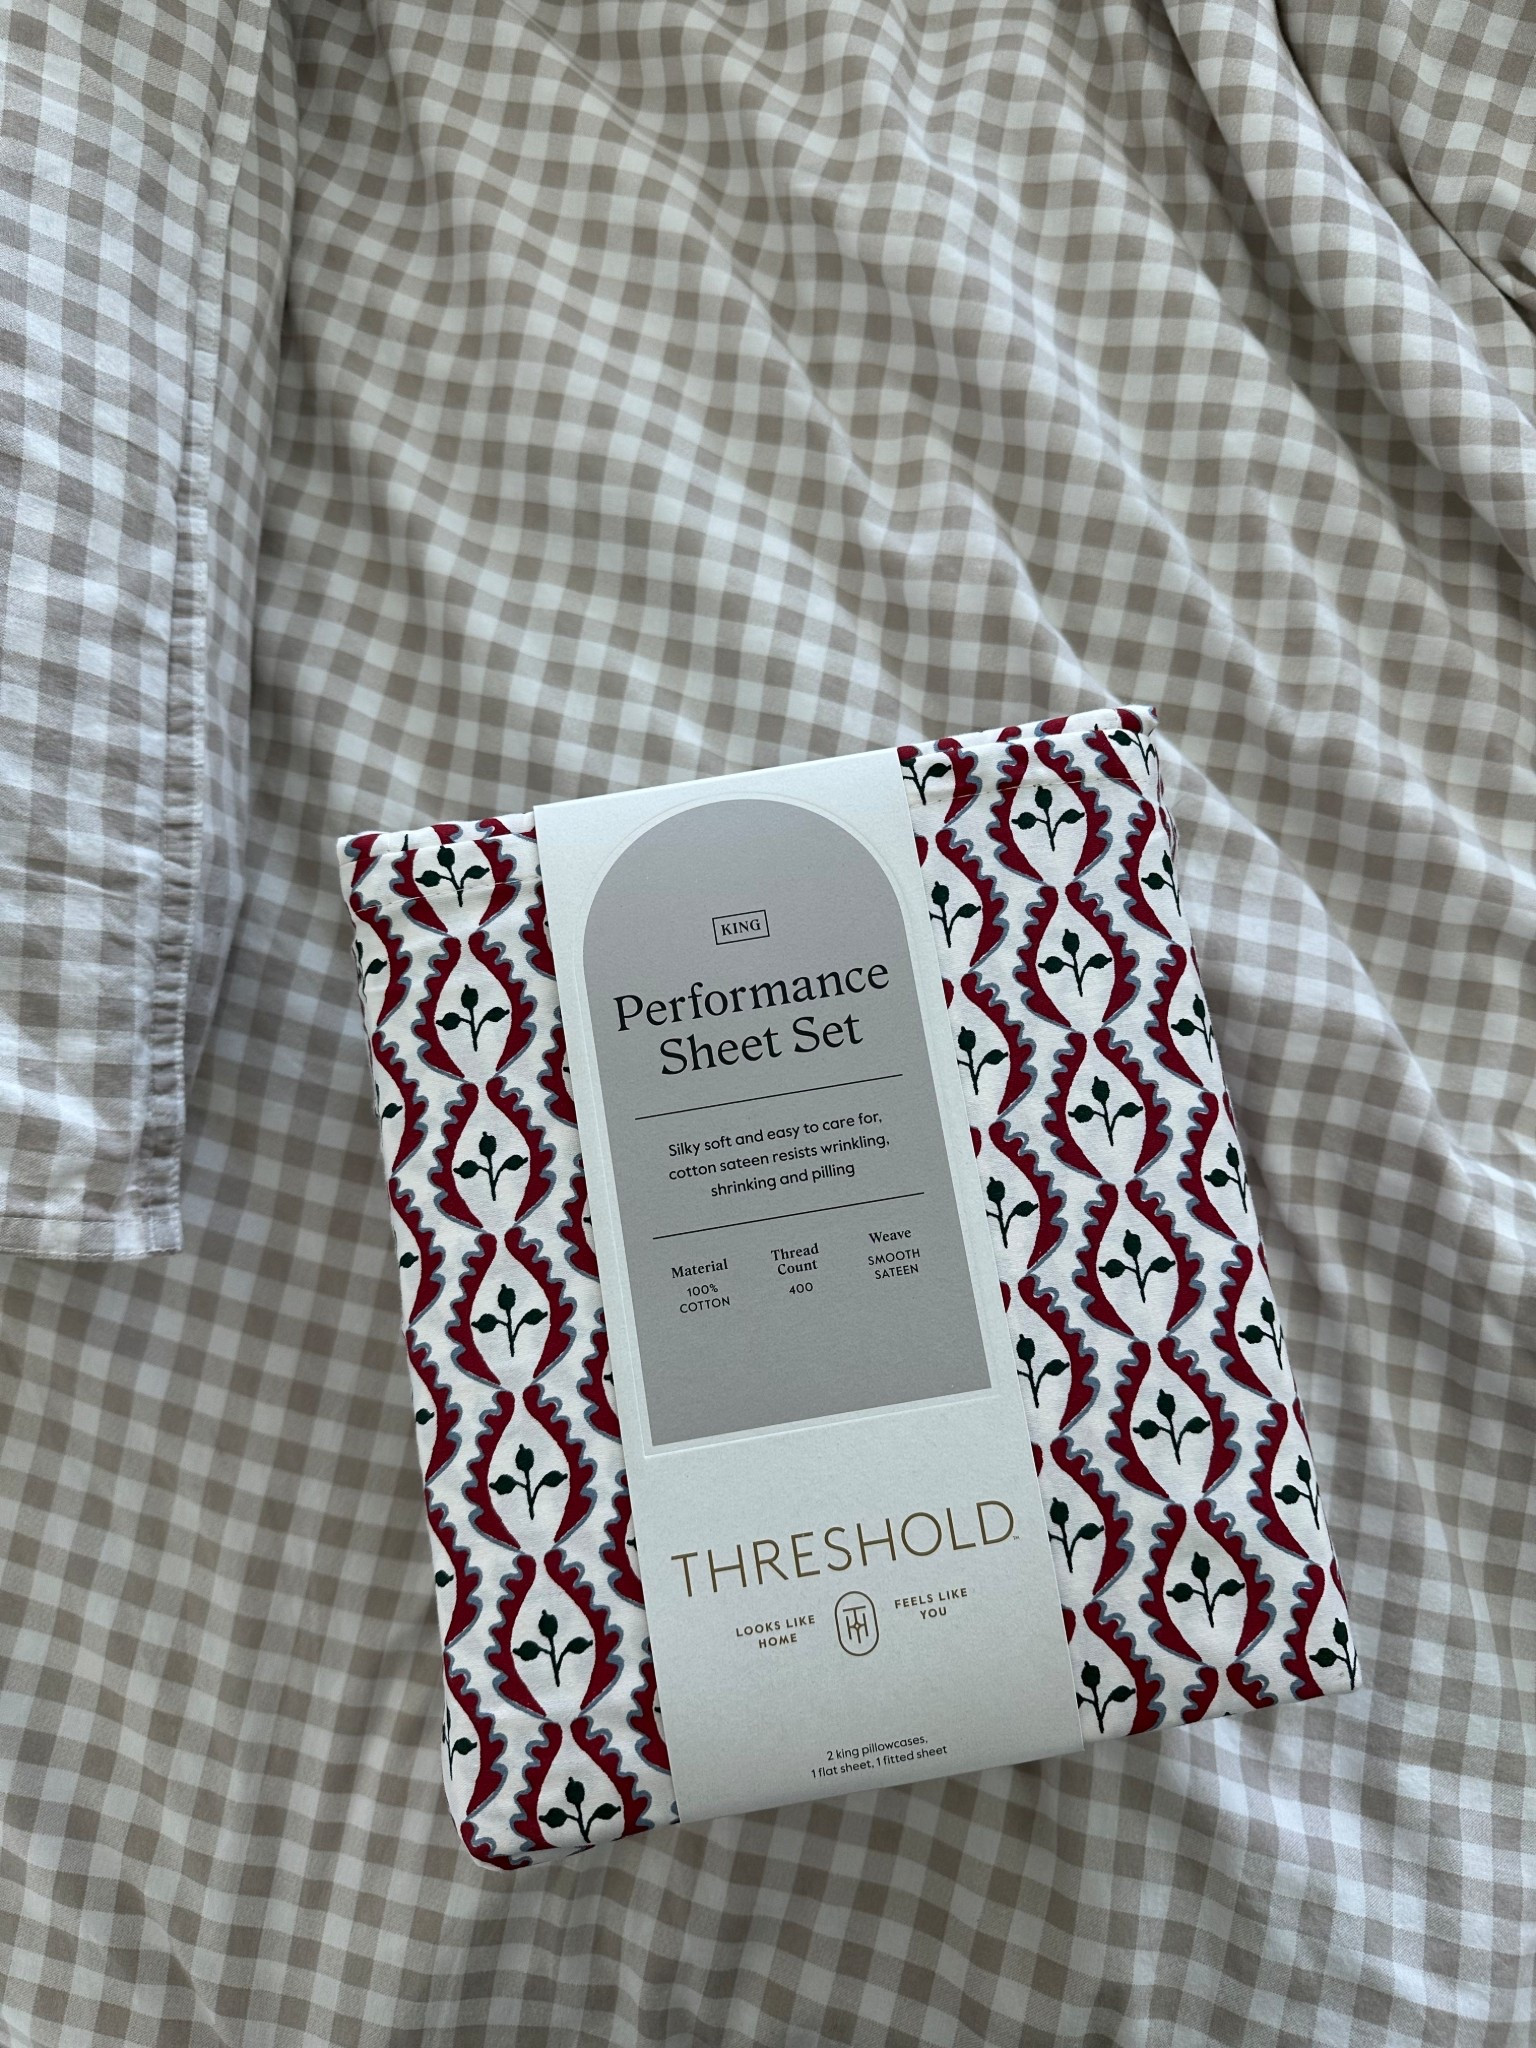 KING
Performance
Sheet Set
Silky soft and easy to care for,
cotton sateen resists wrinkling,
shrinking and pilling
Material
100%
COTTON
Thread
Count
400
Weave
SMOOTH
SATEEN
THRESHOLD™
LOOKS LIKE
HOME
TH
FEELS LIKE
YOU
2 king pillowcases,
1 flat sheet, 1 fitted sheet